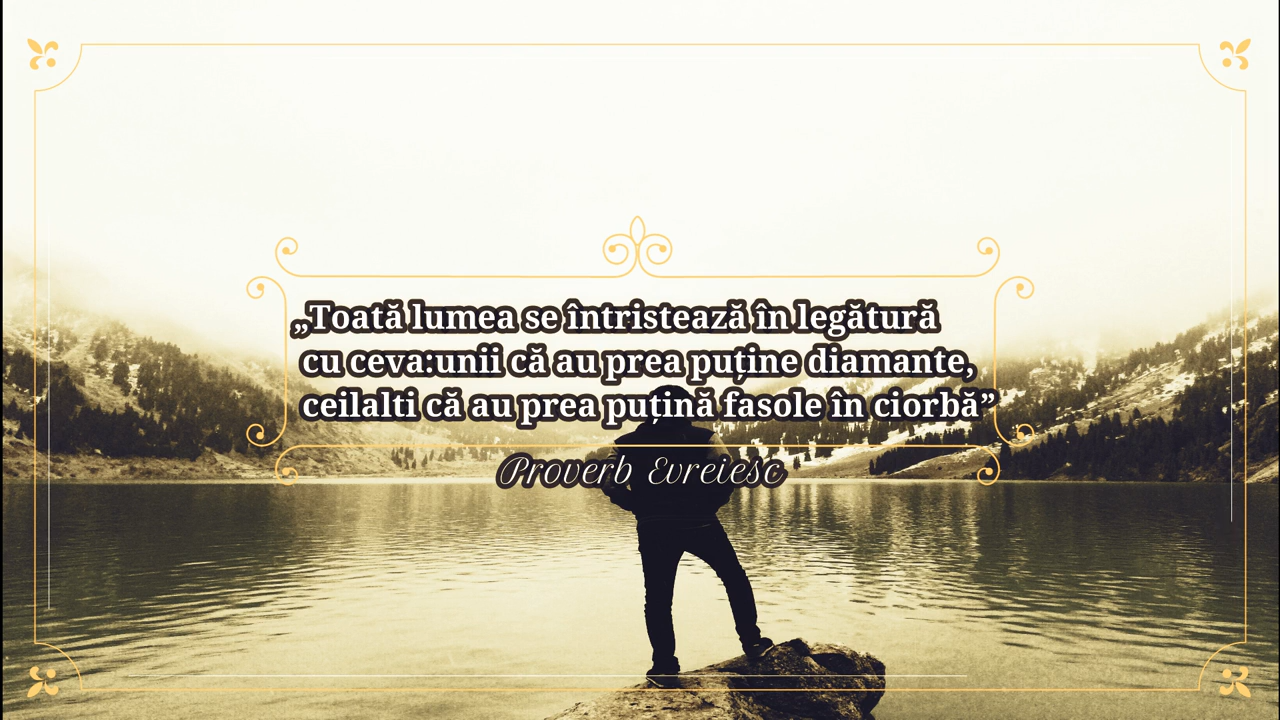 „Toată lumea se întristează în legătură
cu ceva:unii că au prea puține diamante,
ceilalti că au prea puțină fasole în ciorbă”
Proverb Evreiesc